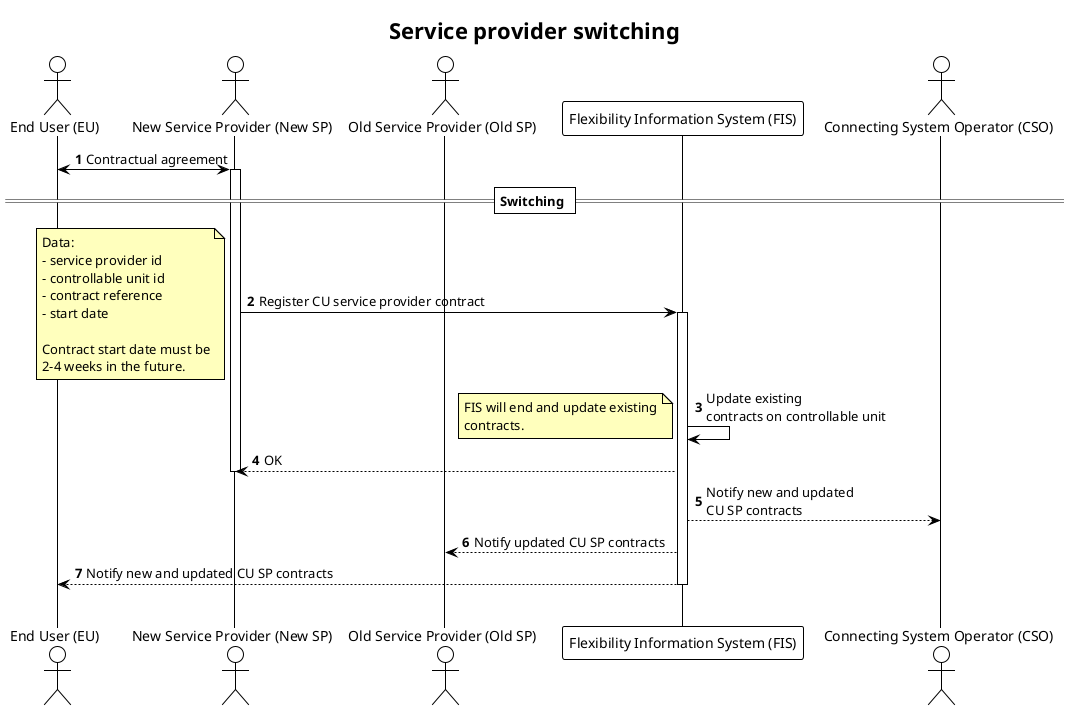 Service provider switching
End User (EU)
New Service Provider (New SP)
Old Service Provider (Old SP)
Flexibility Information System (FIS)
Connecting System Operator (CSO)
1 Contractual agreement
Switching
Data:
- service provider id
- controllable unit id
- contract reference
- start date
Contract start date must be
2-4 weeks in the future.
2 Register CU service provider contract
FIS will end and update existing
contracts.
3 Update existing
contracts on controllable unit
4 OK
5 Notify new and updated
CU SP contracts
6 Notify updated CU SP contracts
7 Notify new and updated CU SP contracts
End User (EU)
New Service Provider (New SP)
Old Service Provider (Old SP)
Flexibility Information System (FIS)
Connecting System Operator (CSO)